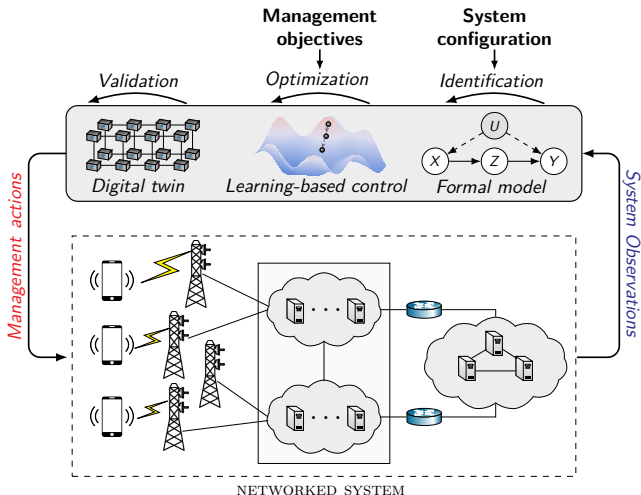 Management
objectives
System
configuration
Validation
Optimization
Identification
U
X
Z
Y
Digital twin
Learning-based control
Formal model
Management actions
System Observations
NETWORKED SYSTEM